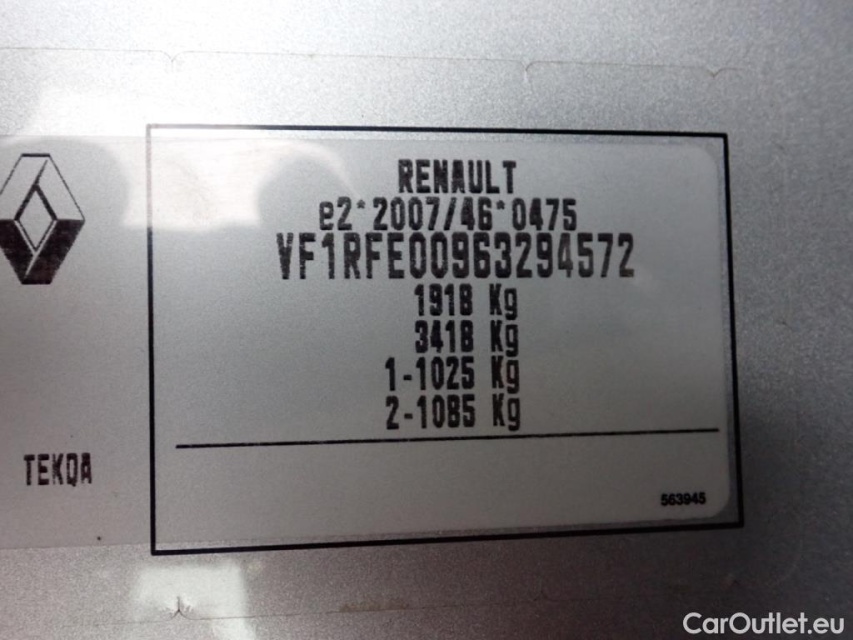 RENAULT
e2*2007/46*0475
VF1RFE00963294572
1918 Kg
3418 Kg
1-1025 Kg
2-1085 Kg
TEKQA
563945
CarOutlet.eu